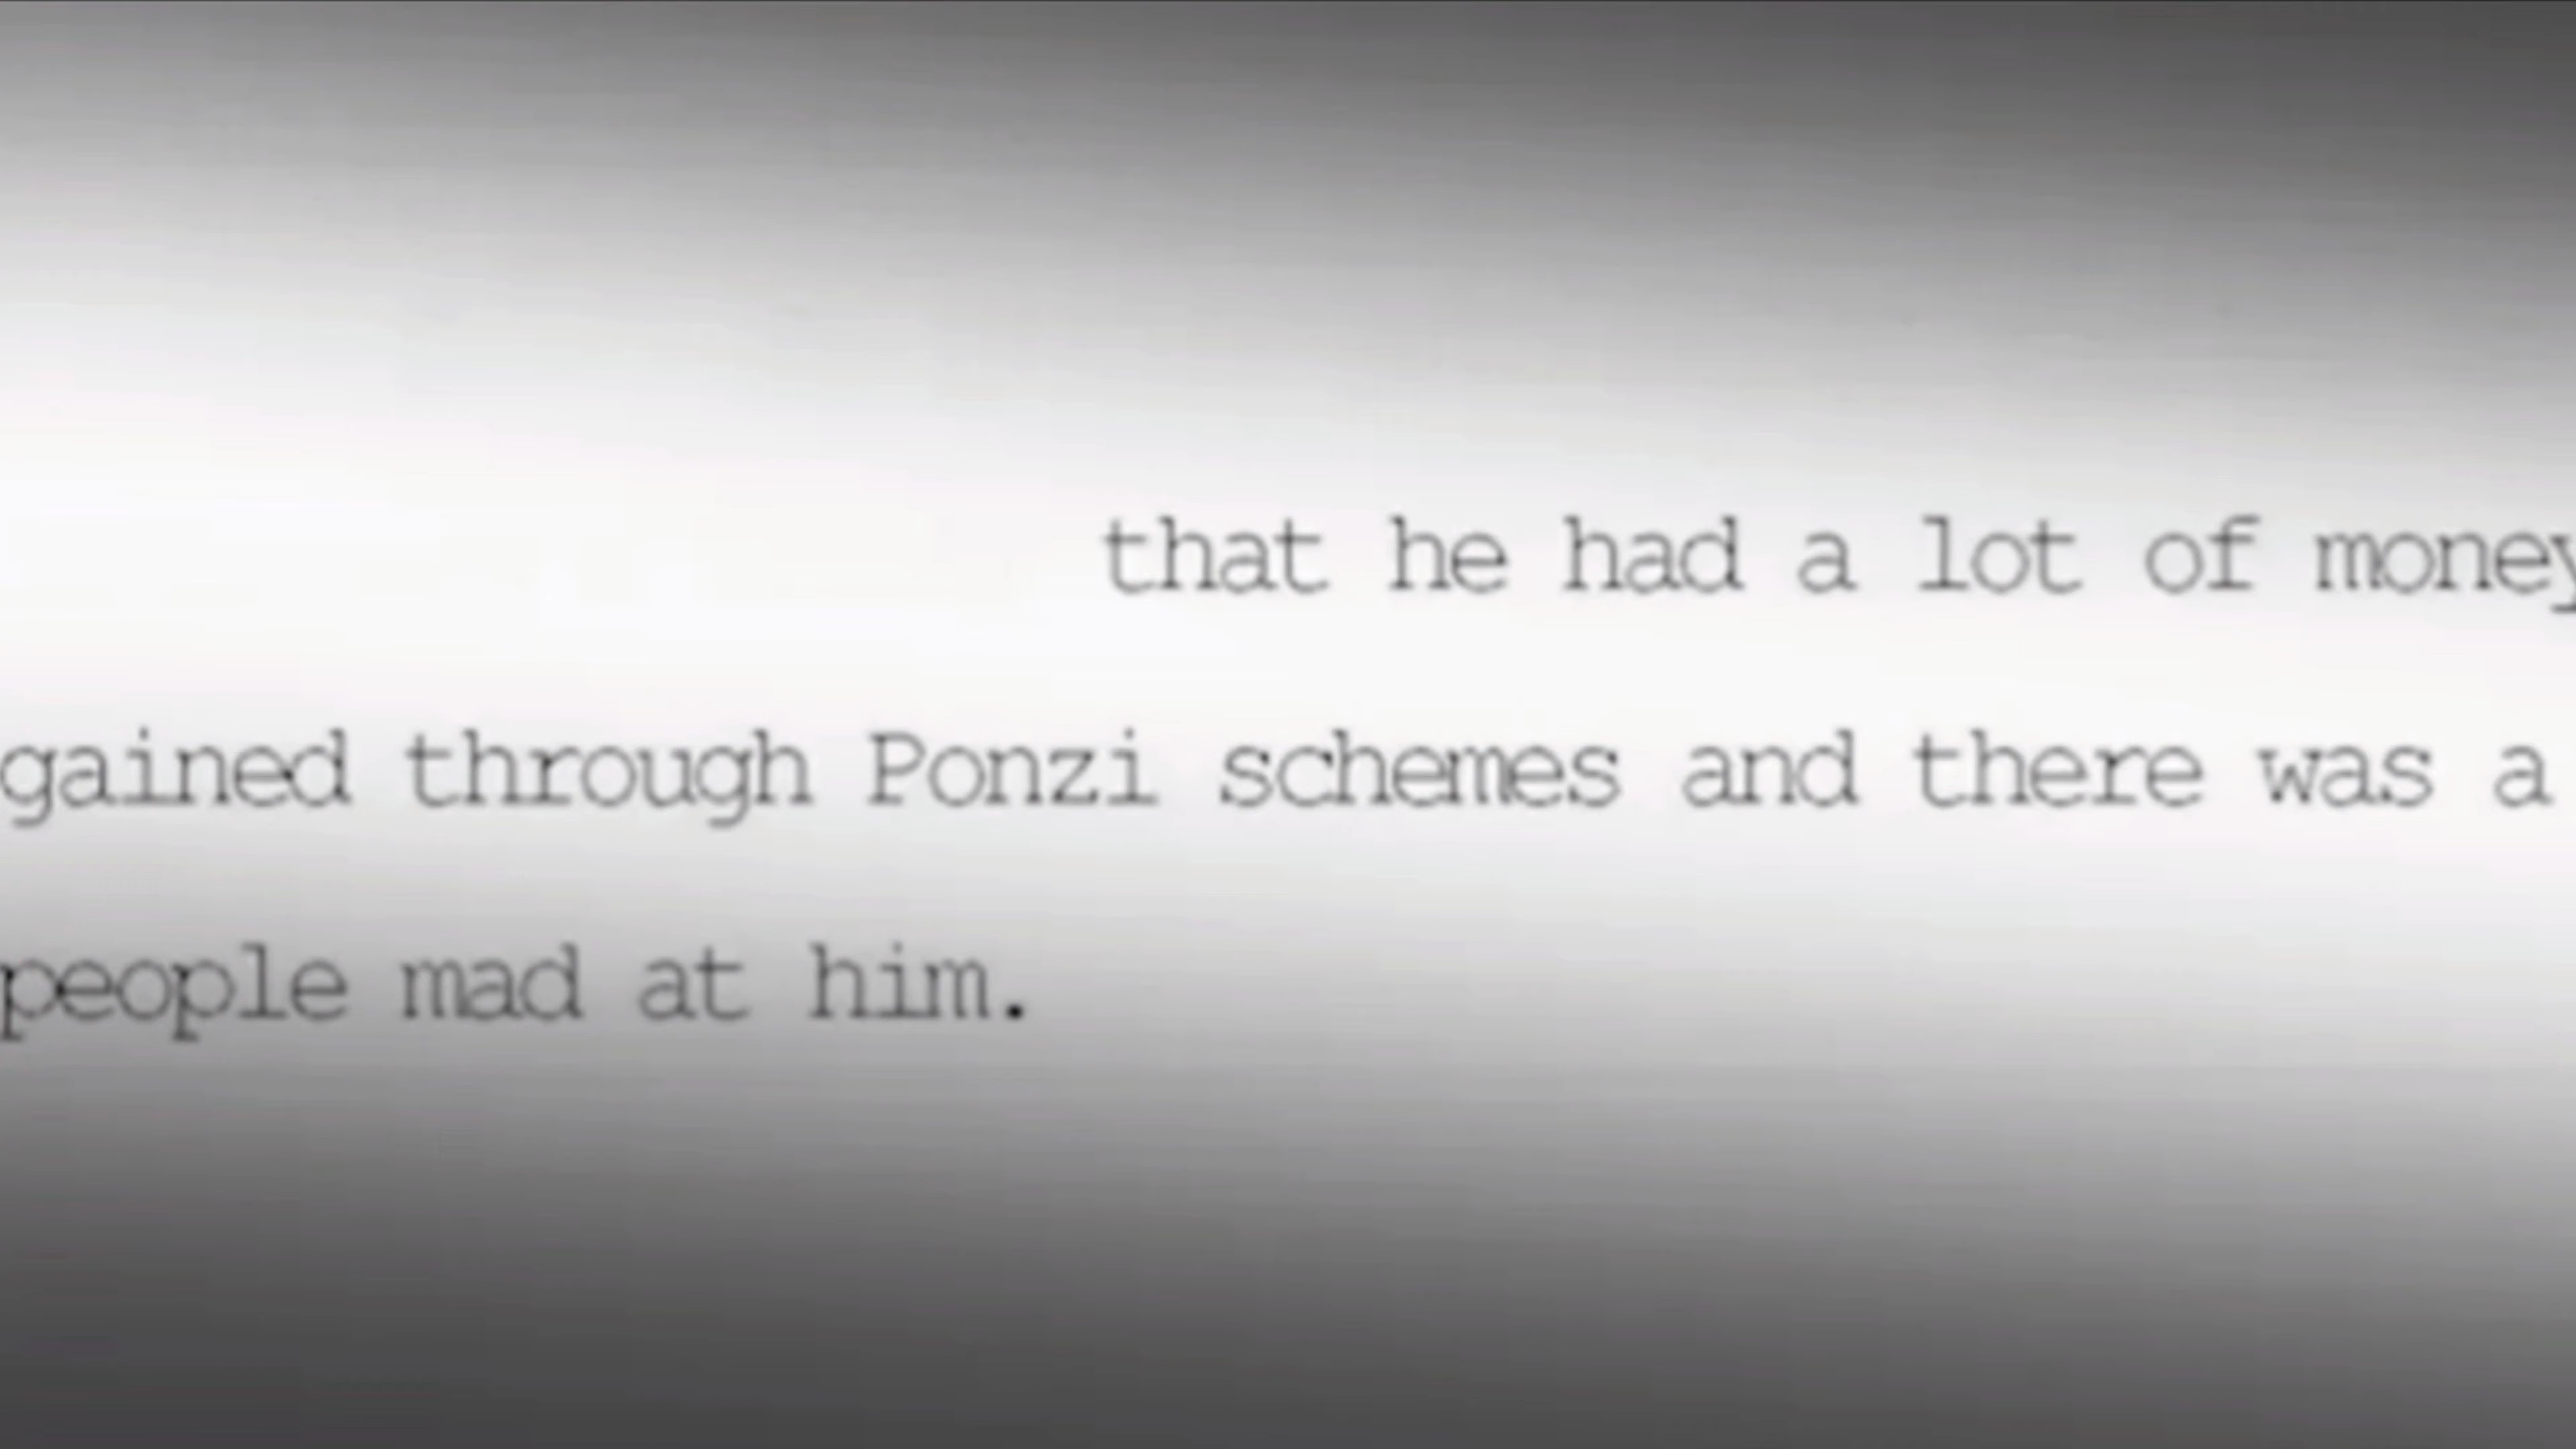 that he had a lot of money
gained through Ponzi schemes and there was a
people mad at him.